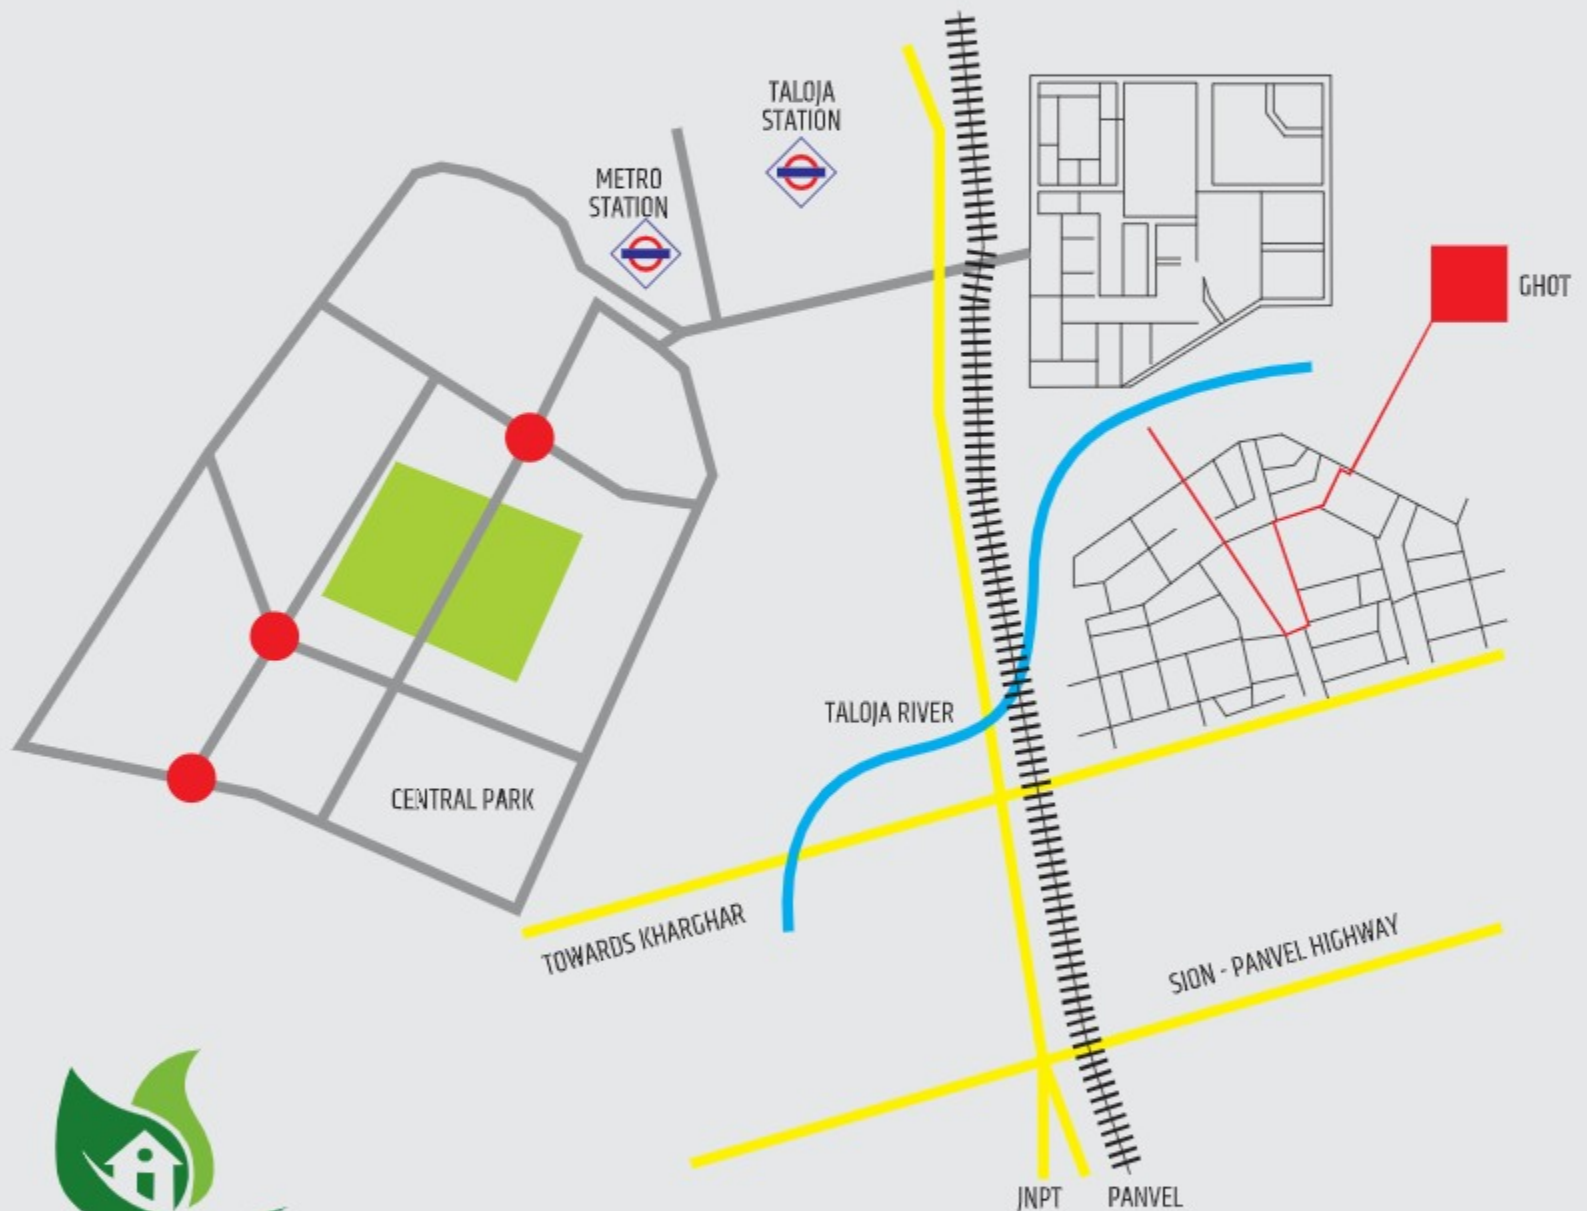 TALOJA
STATION
METRO
STATION
GHOT
TALOJA RIVER
CENTRAL PARK
TOWARDS KHARGHAR
SION - PANVEL HIGHWAY
JNPT
PANVEL